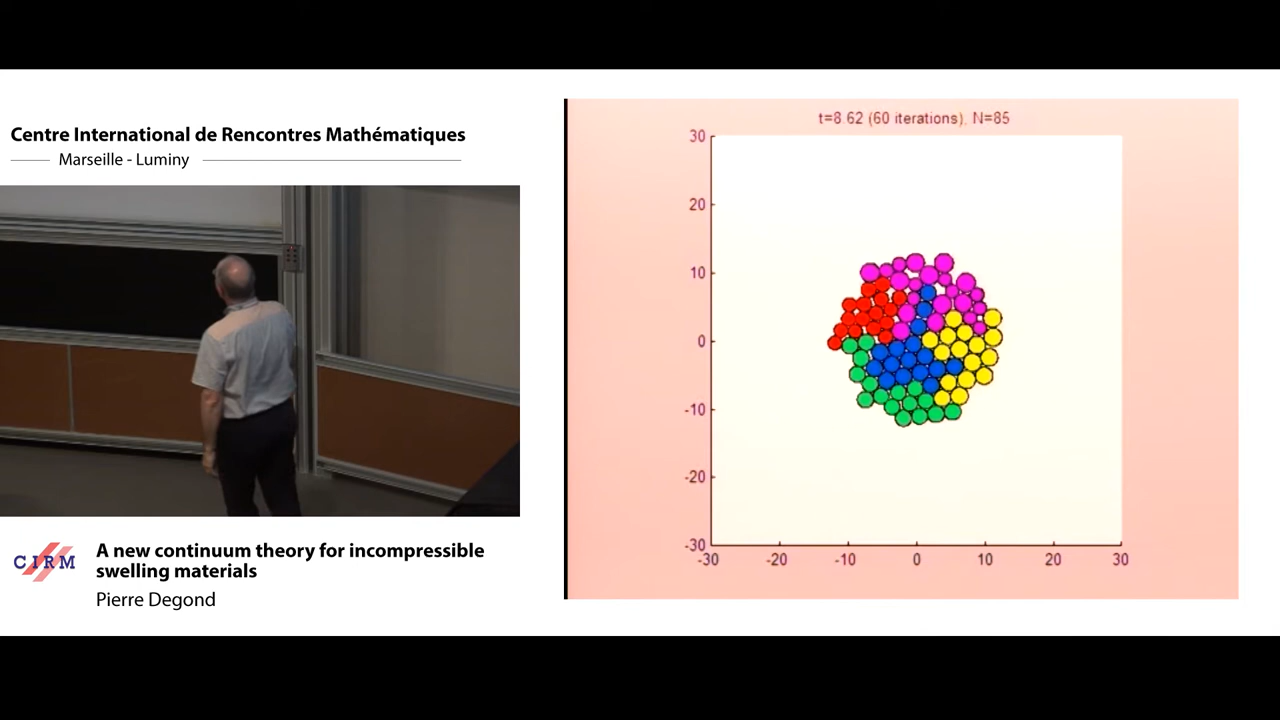 Centre International de Rencontres Mathématiques
Marseille - Luminy
CIRM
A new continuum theory for incompressible
swelling materials
Pierre Degond
t=8 62 (60 iterations), N=85
30
20
10
0
-10
-20
-30
-30 -20 -10 0 10 20 30